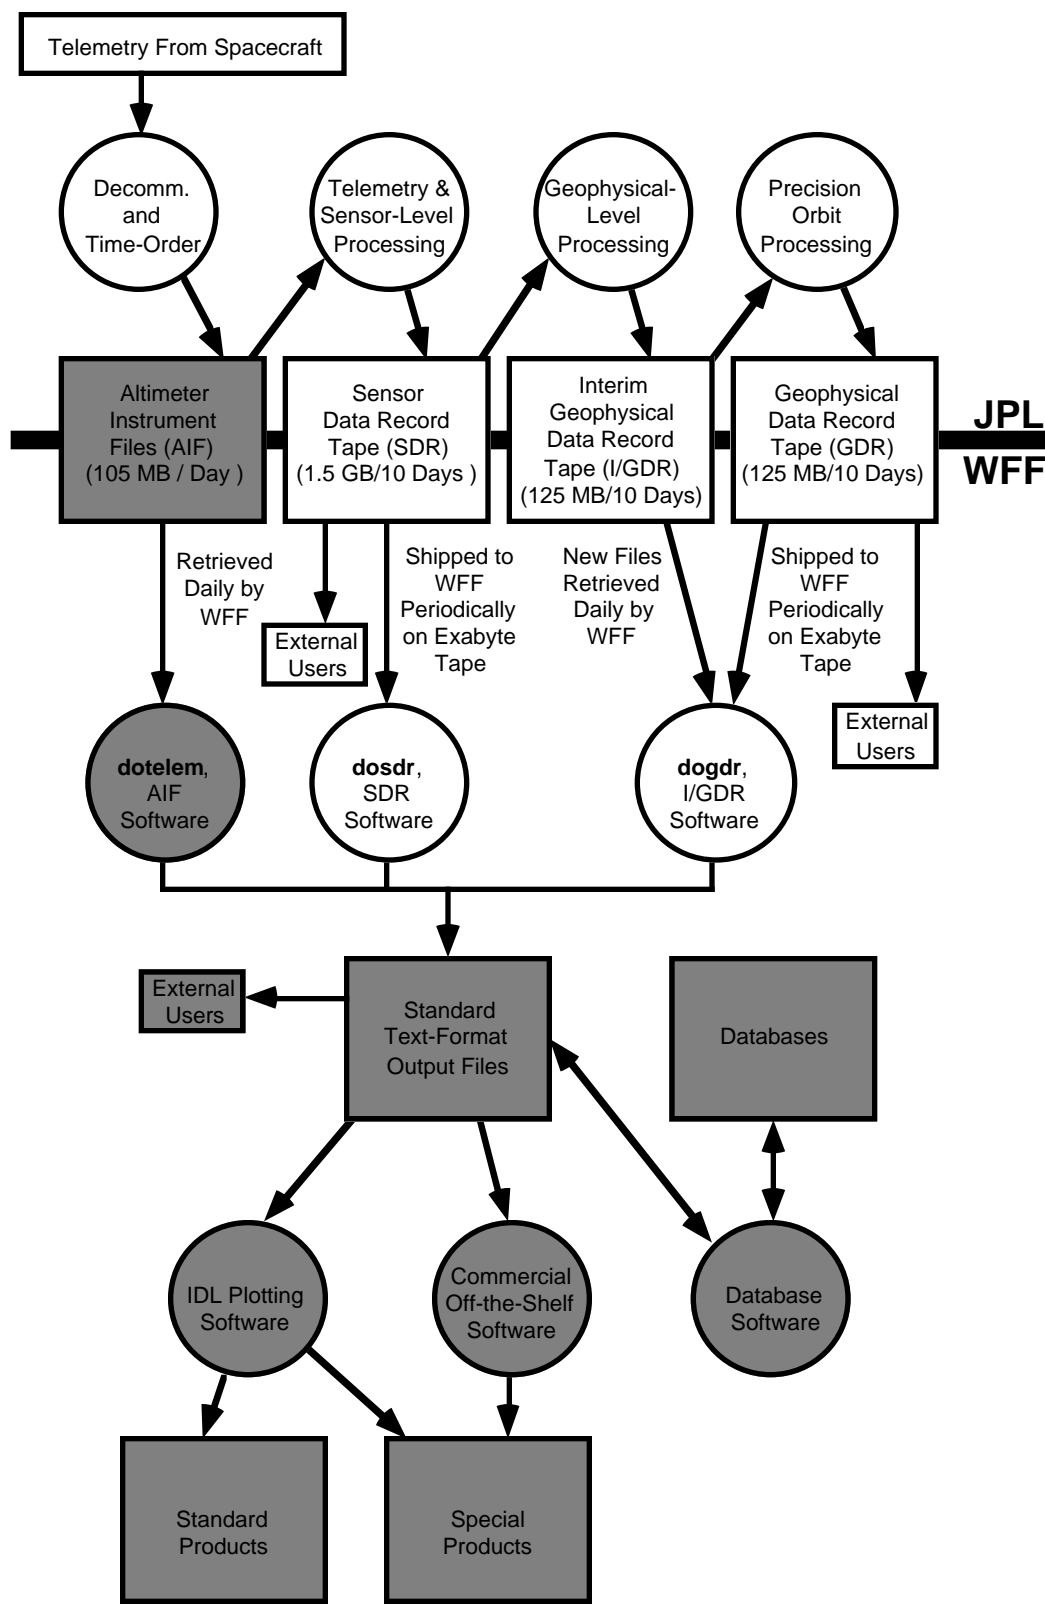 Telemetry From Spacecraft
Decomm.
and
Time-Order
Telemetry &
Sensor-Level
Processing
Geophysical-
Level
Processing
Precision
Orbit
Processing
Altimeter
Instrument
Files (AIF)
(105 MB / Day )
Sensor
Data Record
Tape (SDR)
(1.5 GB/10 Days )
Interim
Geophysical
Data Record
Tape (I/GDR)
(125 MB/10 Days)
Geophysical
Data Record
Tape (GDR)
(125 MB/10 Days)
JPL
WFF
Retrieved
Daily by
WFF
External
Users
Shipped to
WFF
Periodically
on Exabyte
Tape
New Files
Retrieved
Daily by
WFF
Shipped to
WFF
Periodically
on Exabyte
Tape
External
Users
dotelem,
AIF
Software
dosdr,
SDR
Software
dogdr,
I/GDR
Software
External
Users
Standard
Text-Format
Output Files
Databases
IDL Plotting
Software
Commercial
Off-the-Shelf
Software
Database
Software
Standard
Products
Special
Products